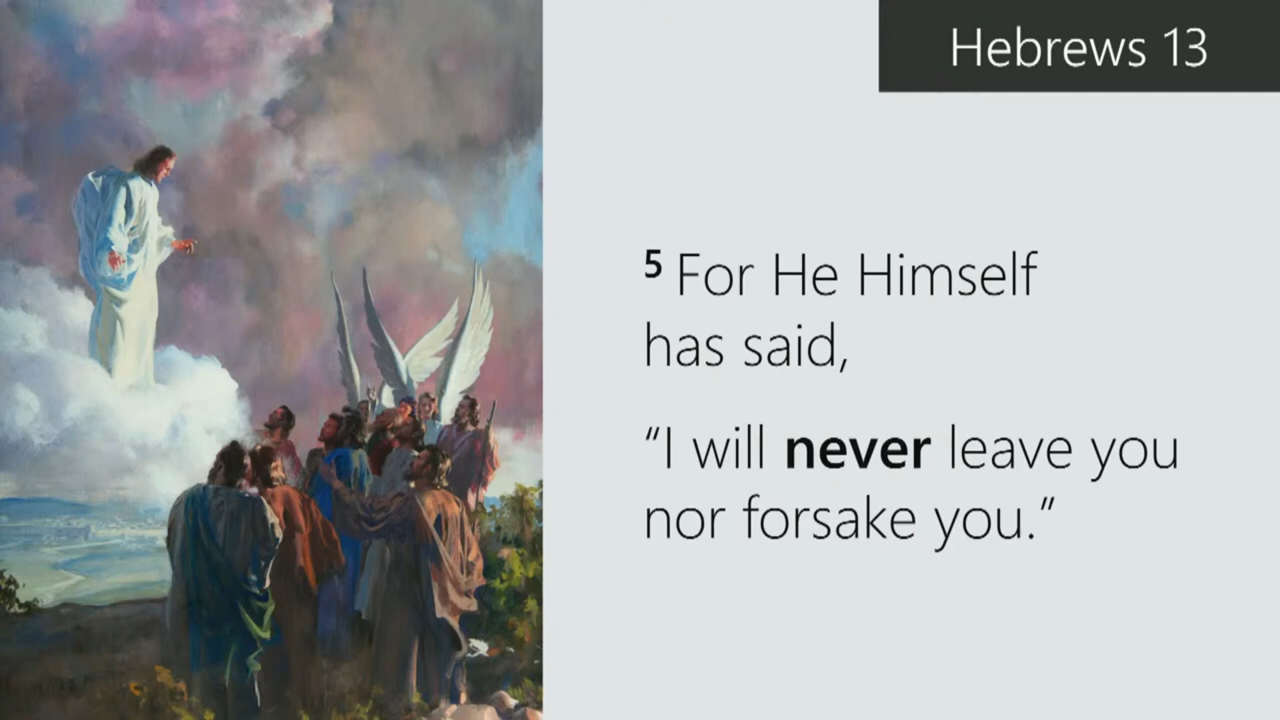 Hebrews 13
5 For He Himself
has said,
“I will never leave you
nor forsake you.”